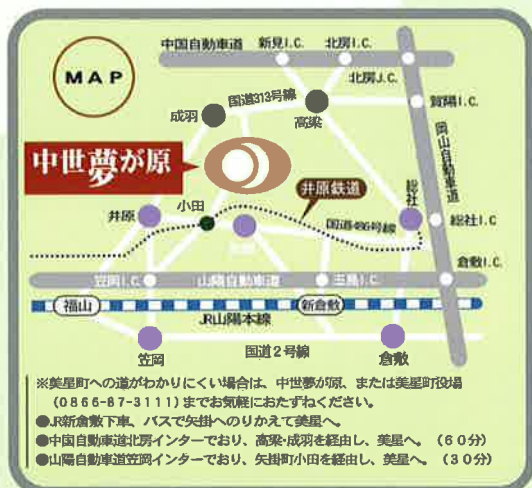 MAP
中国自動車道
新見I.C.
北房I.C.
北房J.C.
賀陽I.C.
国道313号線
成羽
高梁
岡山自動車道
中世夢が原
井原鉄道
小田
井原
総社
国道486号線
総社I.C
倉敷I.C.
笠岡I.C.
山陽自動車道
玉島I.C.
福山
新倉敷
JR山陽本線
国道2号線
笠岡
倉敷
※美星町への道がわかりにくい場合は、中世夢が原、または美星町役場
(0866-87-3111)までお気軽におたずねください。
●JR新倉敷下車、バスで矢掛へのりかえて美星へ。
●中国自動車道北房インターでおり、高梁・成羽を経由し、美星へ。(60分)
●山陽自動車道笠岡インターでおり、矢掛町小田を経由し、美星へ。(30分)